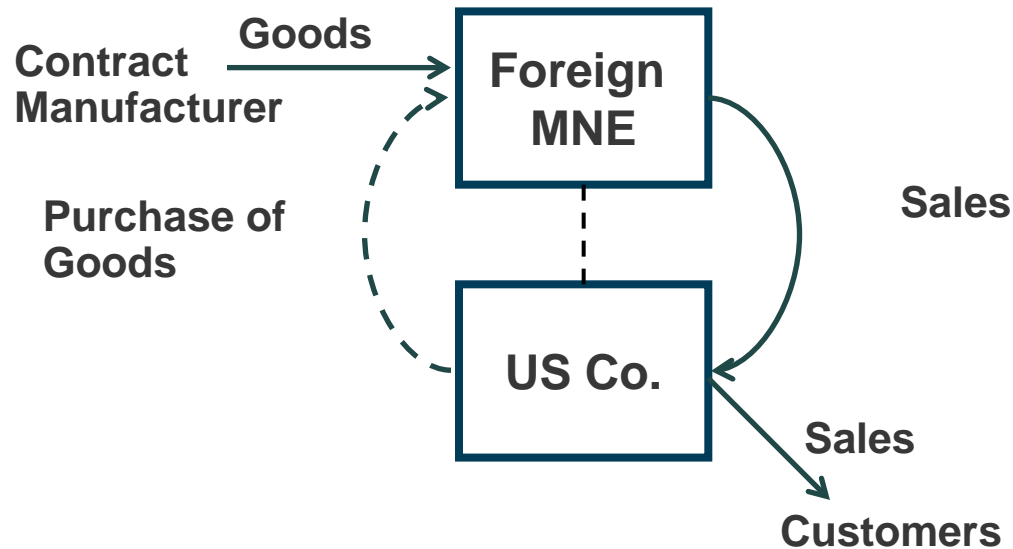 Goods
Contract
Manufacturer
Foreign
MNE
Purchase of
Goods
Sales
US Co.
Sales
Customers